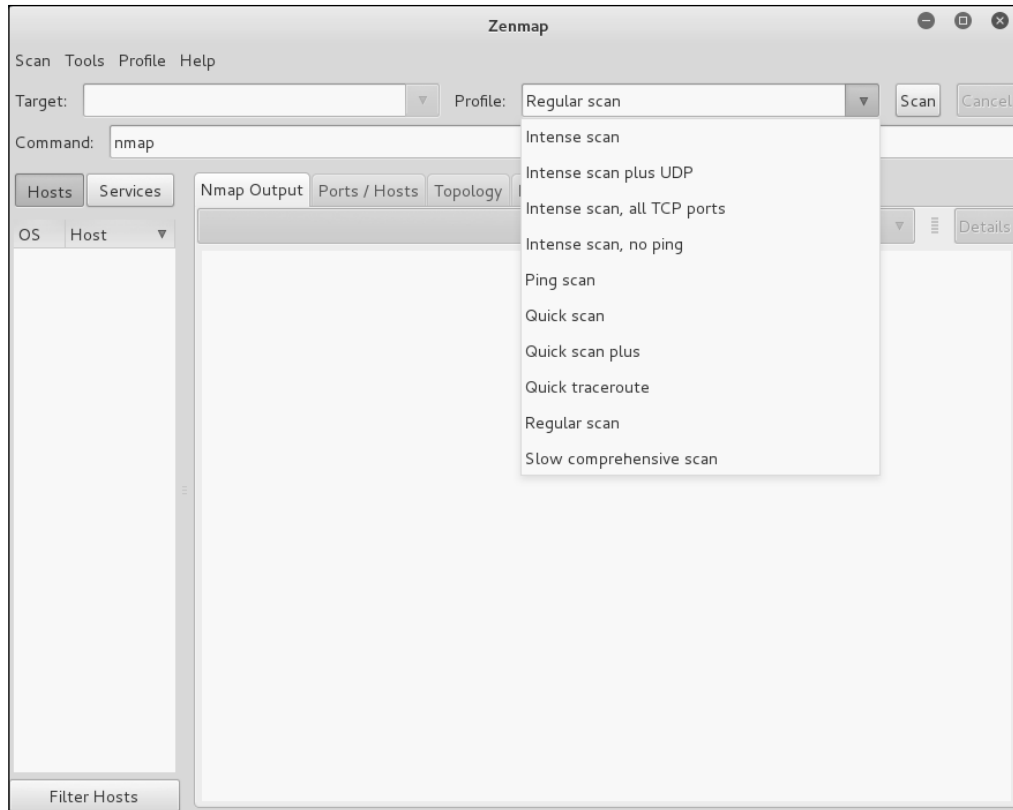 Zenmap
Scan Tools Profile Help
Target: Profile: Regular scan Scan Cancel
Command: nmap
Intense scan
Intense scan plus UDP
Intense scan, all TCP ports
Intense scan, no ping
Ping scan
Quick scan
Quick scan plus
Quick traceroute
Regular scan
Slow comprehensive scan
Hosts Services
Nmap Output Ports / Hosts Topology
OS Host
Details
Filter Hosts